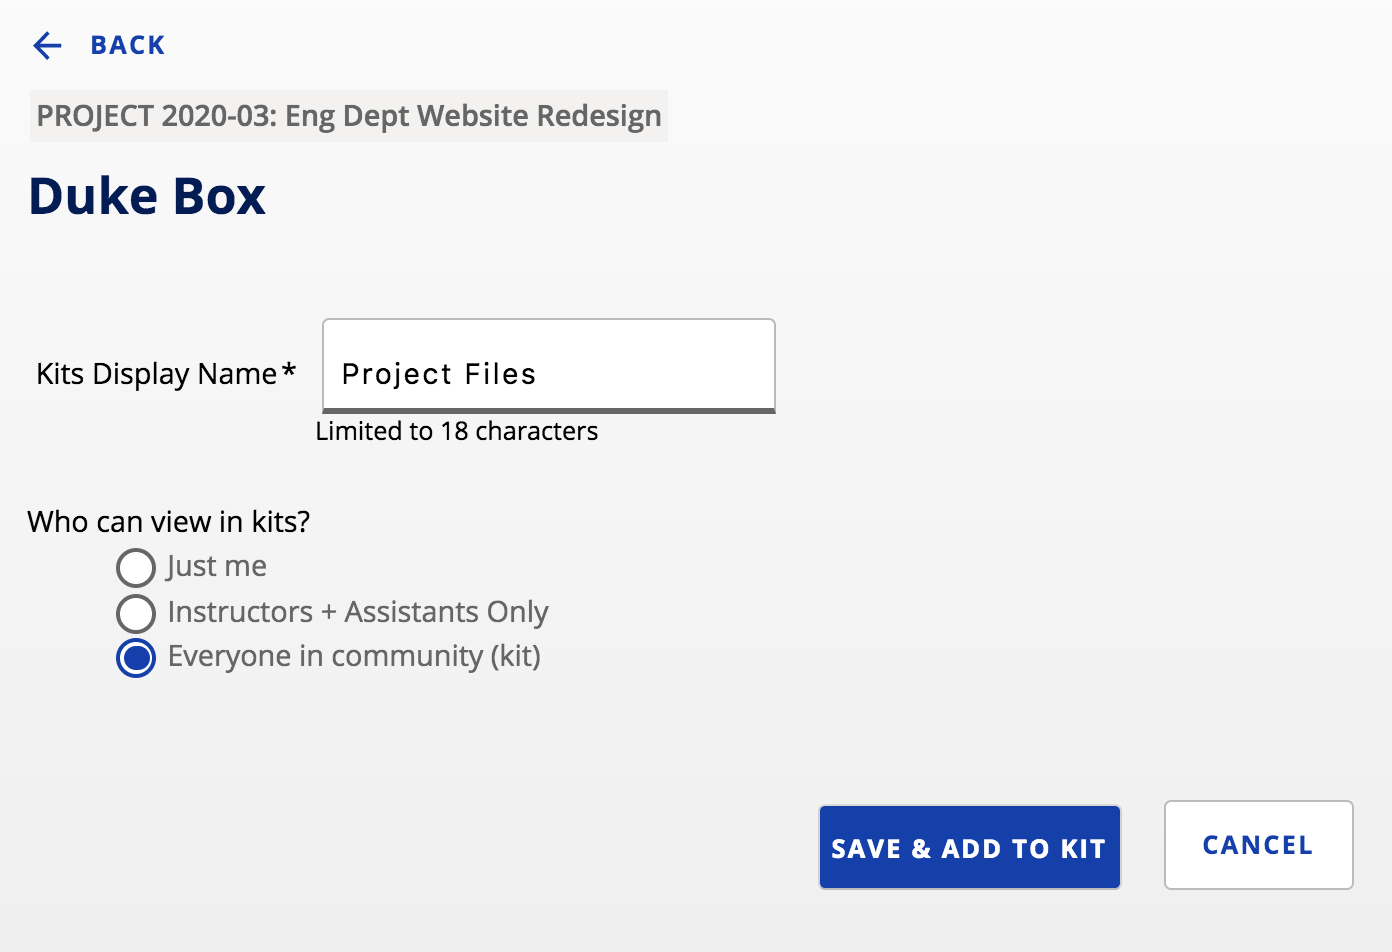 BACK
PROJECT 2020-03: Eng Dept Website Redesign
Duke Box
Kits Display Name* Project Files
Limited to 18 characters
Who can view in kits?
Just me
Instructors + Assistants Only
Everyone in community (kit)
SAVE & ADD TO KIT CANCEL